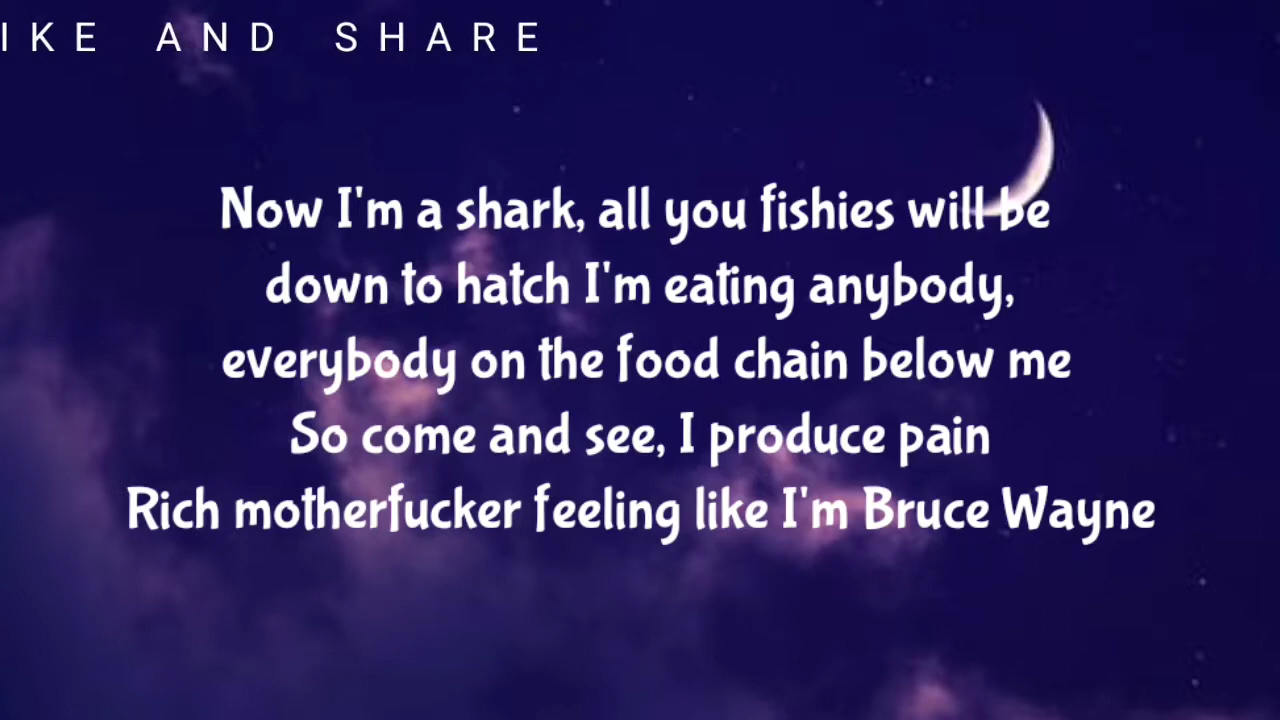 IKE AND SHARE
Now I'm a shark, all you fishies will be
down to hatch I'm eating anybody,
everybody on the food chain below me
So come and see, I produce pain
Rich motherfucker feeling like I'm Bruce Wayne